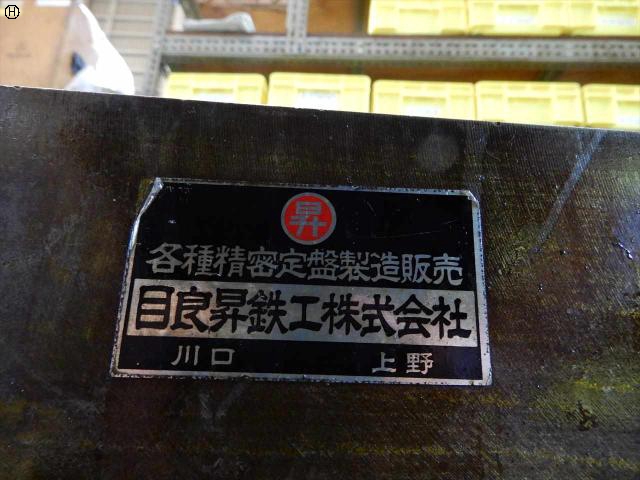 H
昇
各種精密定盤製造販売
目良昇鉄工株式会社
川口 上野